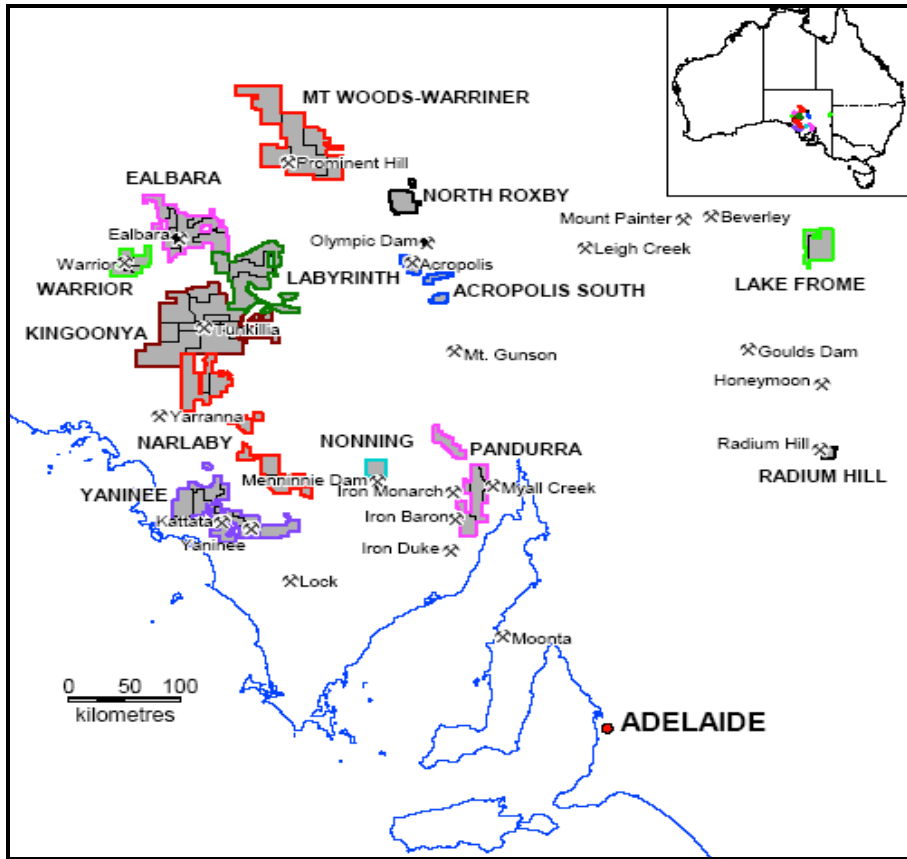 MT WOODS-WARRINER
Prominent Hill
EALBARA
NORTH ROXBY
Mount Painter
Beverley
Ealbara
Olympic Dam
Leigh Creek
Warrior
LABYRINTH
Acropolis
WARRIOR
ACROPOLIS SOUTH
LAKE FROME
KINGOONYA
Tunkillia
Mt. Gunson
Goulds Dam
Honeymoon
Yarranna
NARLABY
NONNING
PANDURRA
Radium Hill
RADIUM HILL
YANINEE
Menninnie Dam
Iron Monarch
Myall Creek
Kattata
Iron Baron
Yaninee
Iron Duke
Lock
Moonta
0 50 100
kilometres
ADELAIDE